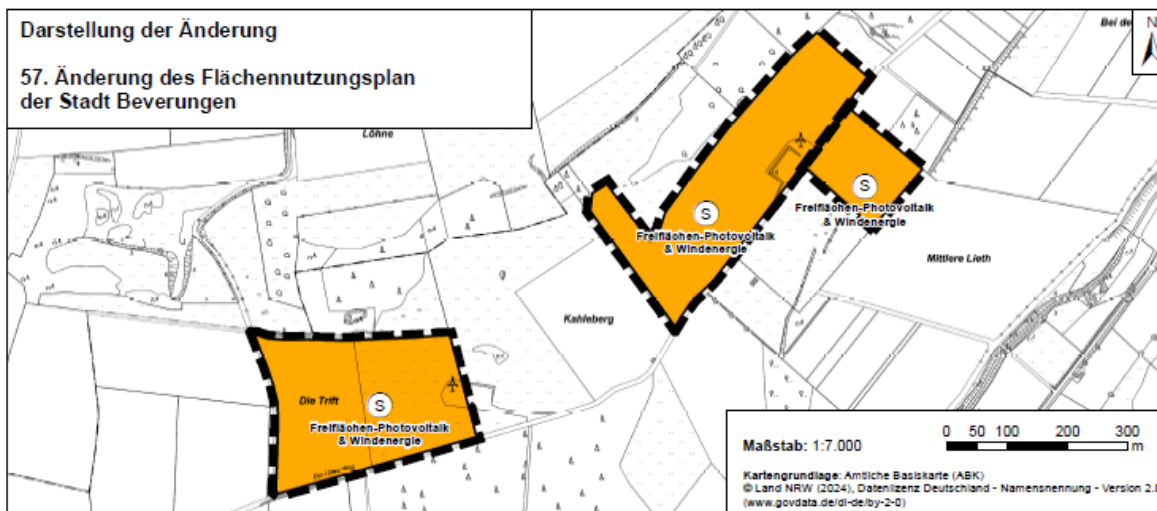 Darstellung der Änderung
57. Änderung des Flächennutzungsplan
der Stadt Beverungen
Bei de
N
Löhne
S
Freiflächen-Photovoltaik
& Windenergie
S
Freiflächen-Photovoltaik
& Windenergie
Mittlere Lieth
Kahleberg
Die Trift
S
Freiflächen-Photovoltaik
& Windenergie
Maßstab: 1:7.000
0 50 100 200 300
m
Kartengrundlage: Amtliche Basiskarte (ABK)
© Land NRW (2024), Datenlizenz Deutschland - Namensnennung - Version 2.0
(www.govdata.de/dl-de/by-2-0)